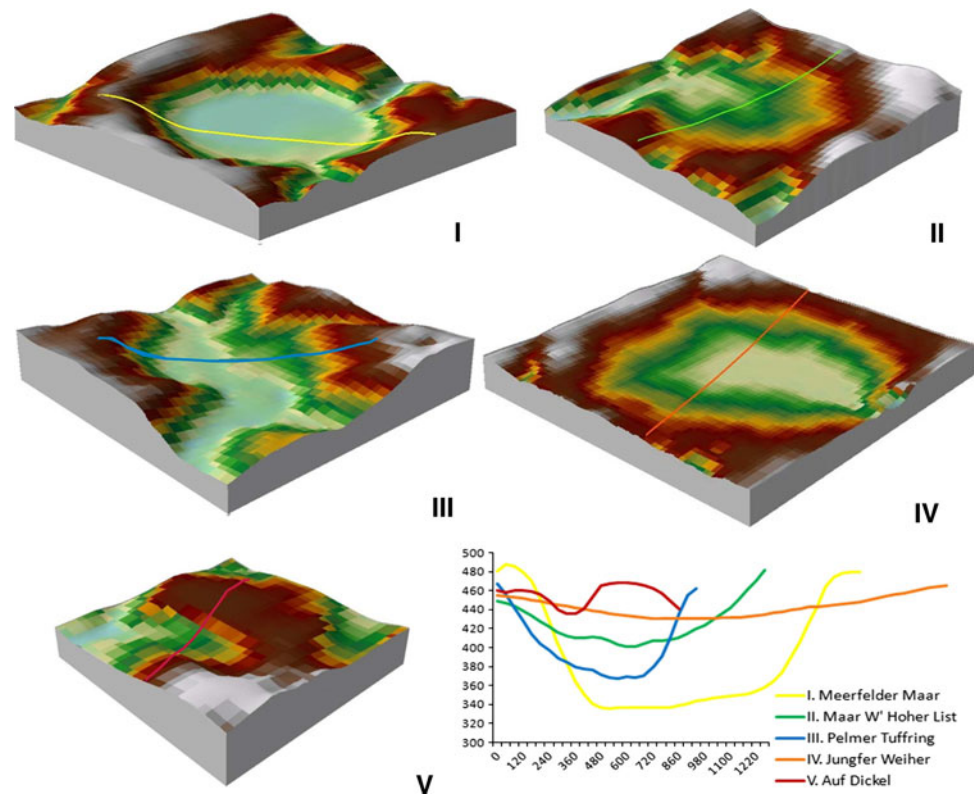 I
II
III
IV
V
500
480
460
440
420
400
380
360
340
320
300
0
120
240
360
480
600
720
860
980
1100
1220
I. Meerfelder Maar
II. Maar W' Hoher List
III. Pelmer Tuffring
IV. Jungfer Weiher
V. Auf Dickel